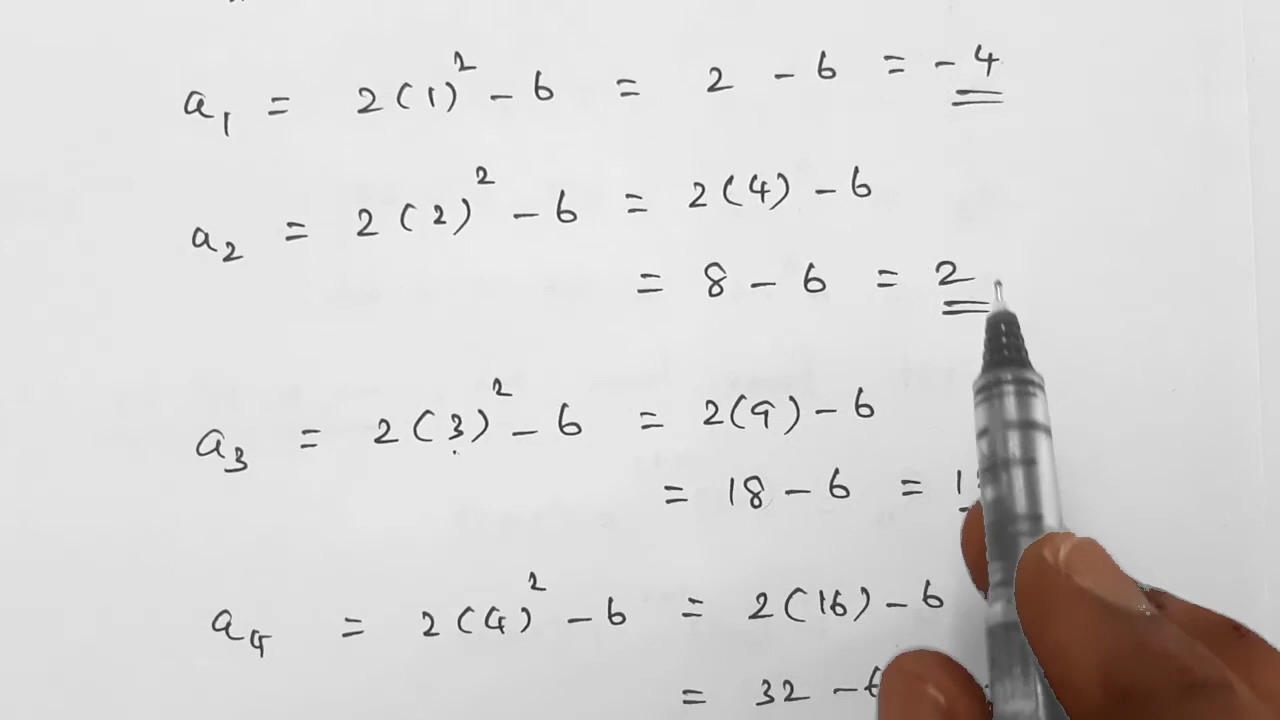 a₁ = 2(1)² - 6 = 2 - 6 = -4
a₂ = 2(2)² - 6 = 2(4) - 6
= 8 - 6 = 2
a₃ = 2(3)² - 6 = 2(9) - 6
= 18 - 6 =
a₄ = 2(4)² - 6 = 2(16) - 6
= 32 -